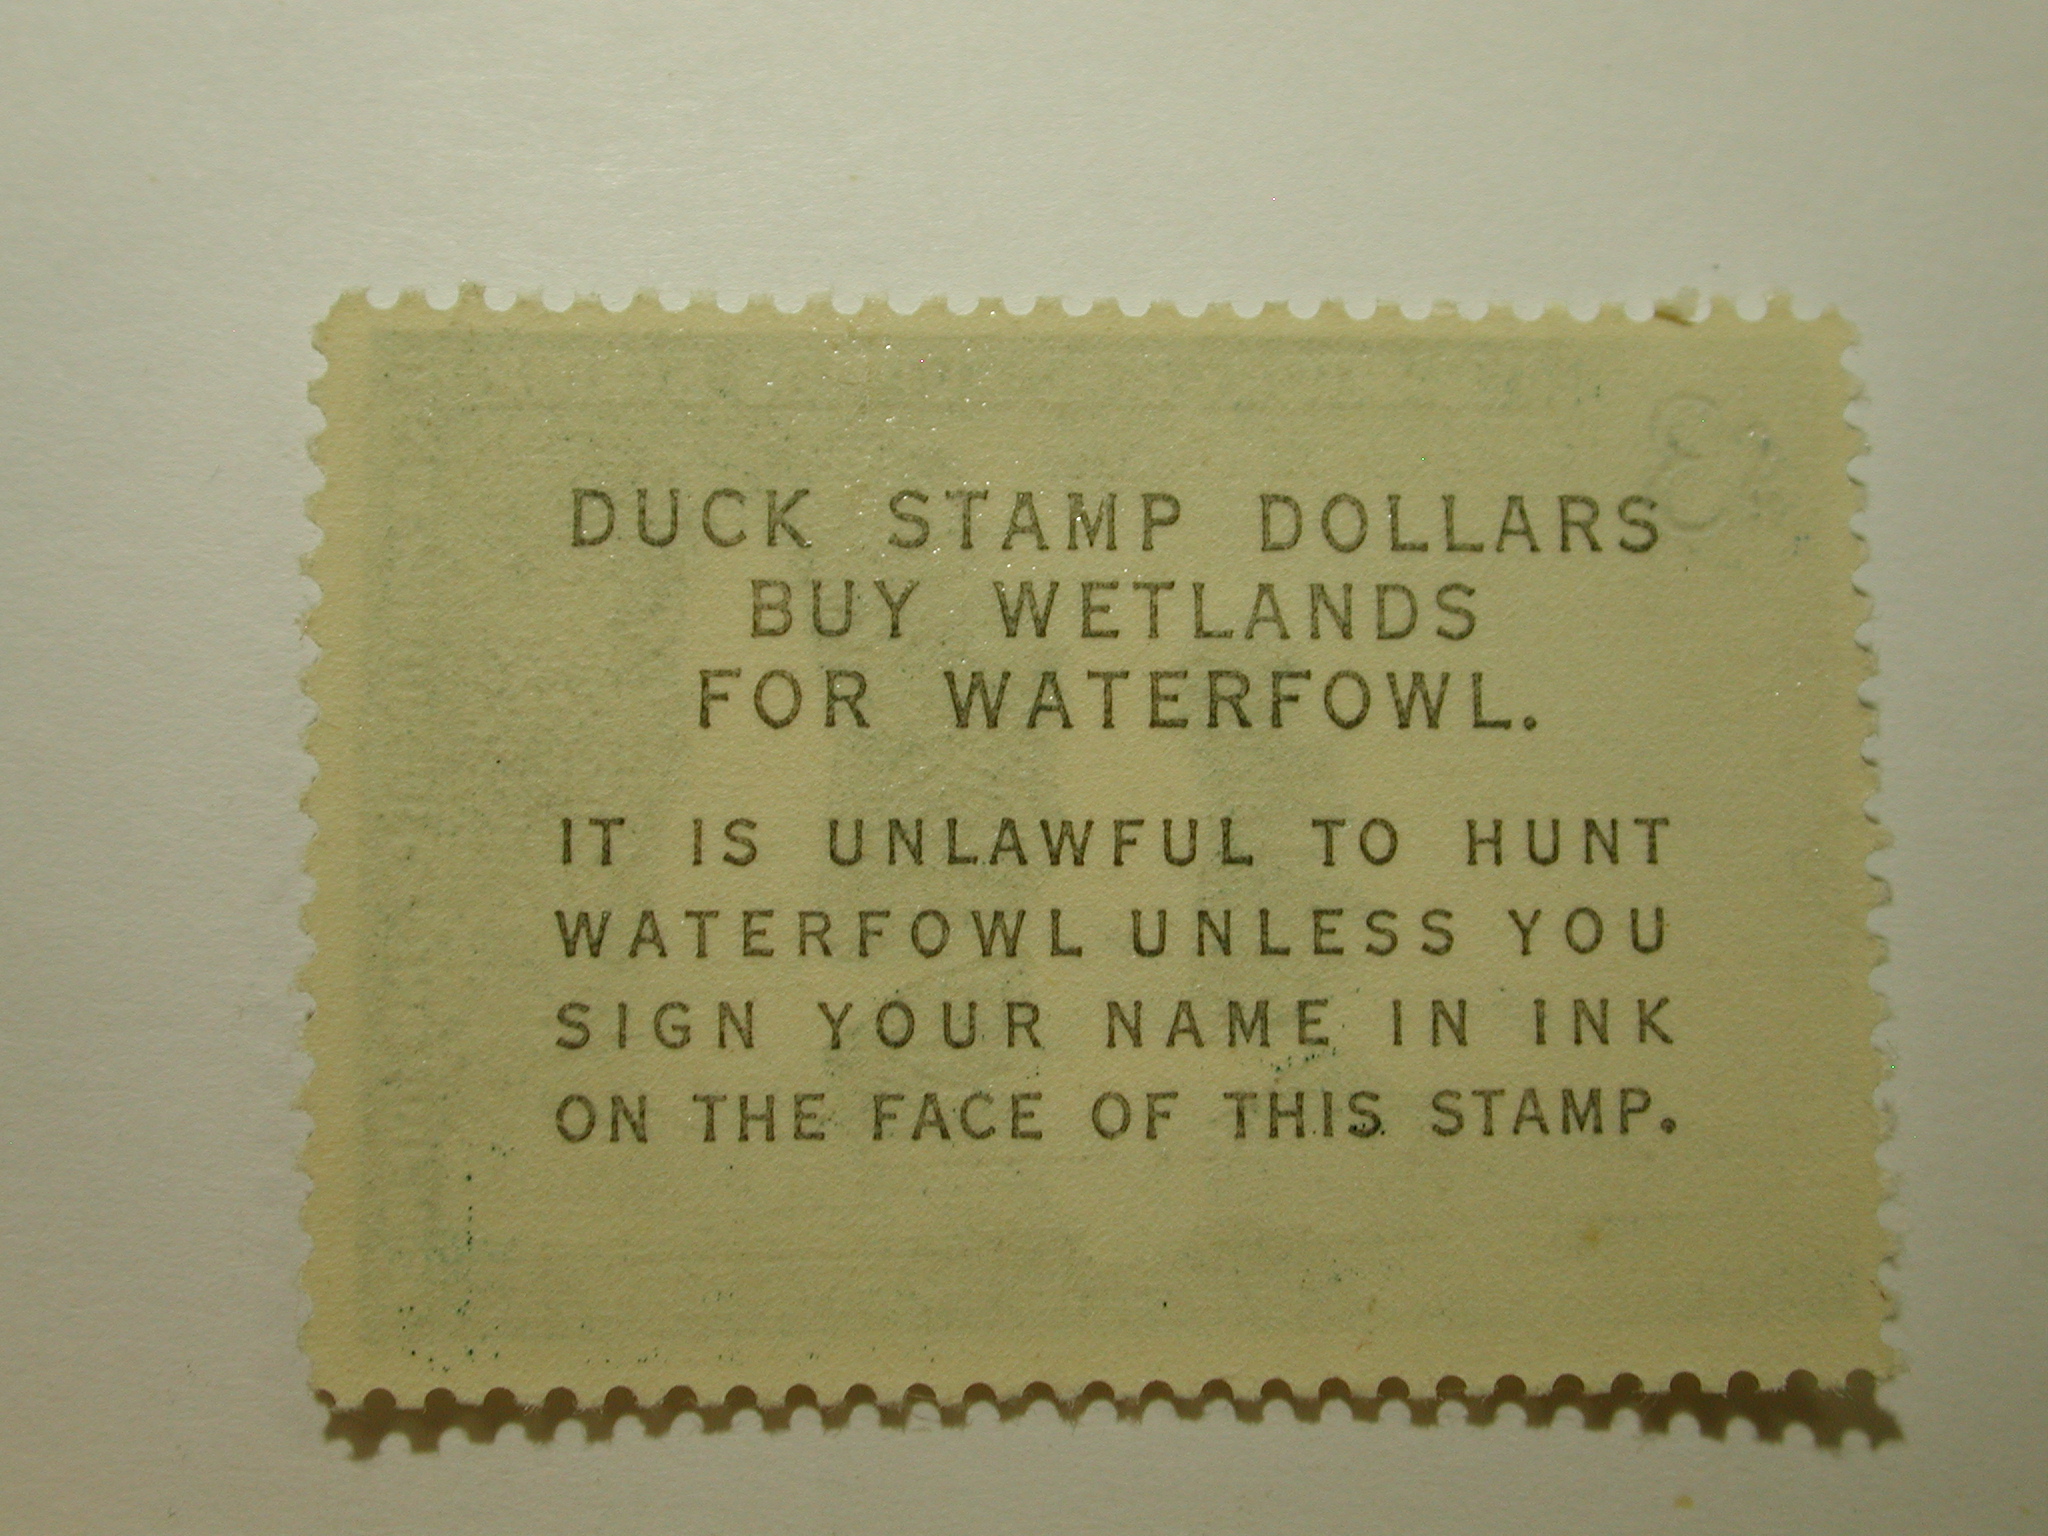 DUCK STAMP DOLLARS
BUY WETLANDS
FOR WATERFOWL.
IT IS UNLAWFUL TO HUNT
WATERFOWL UNLESS YOU
SIGN YOUR NAME IN INK
ON THE FACE OF THIS STAMP.